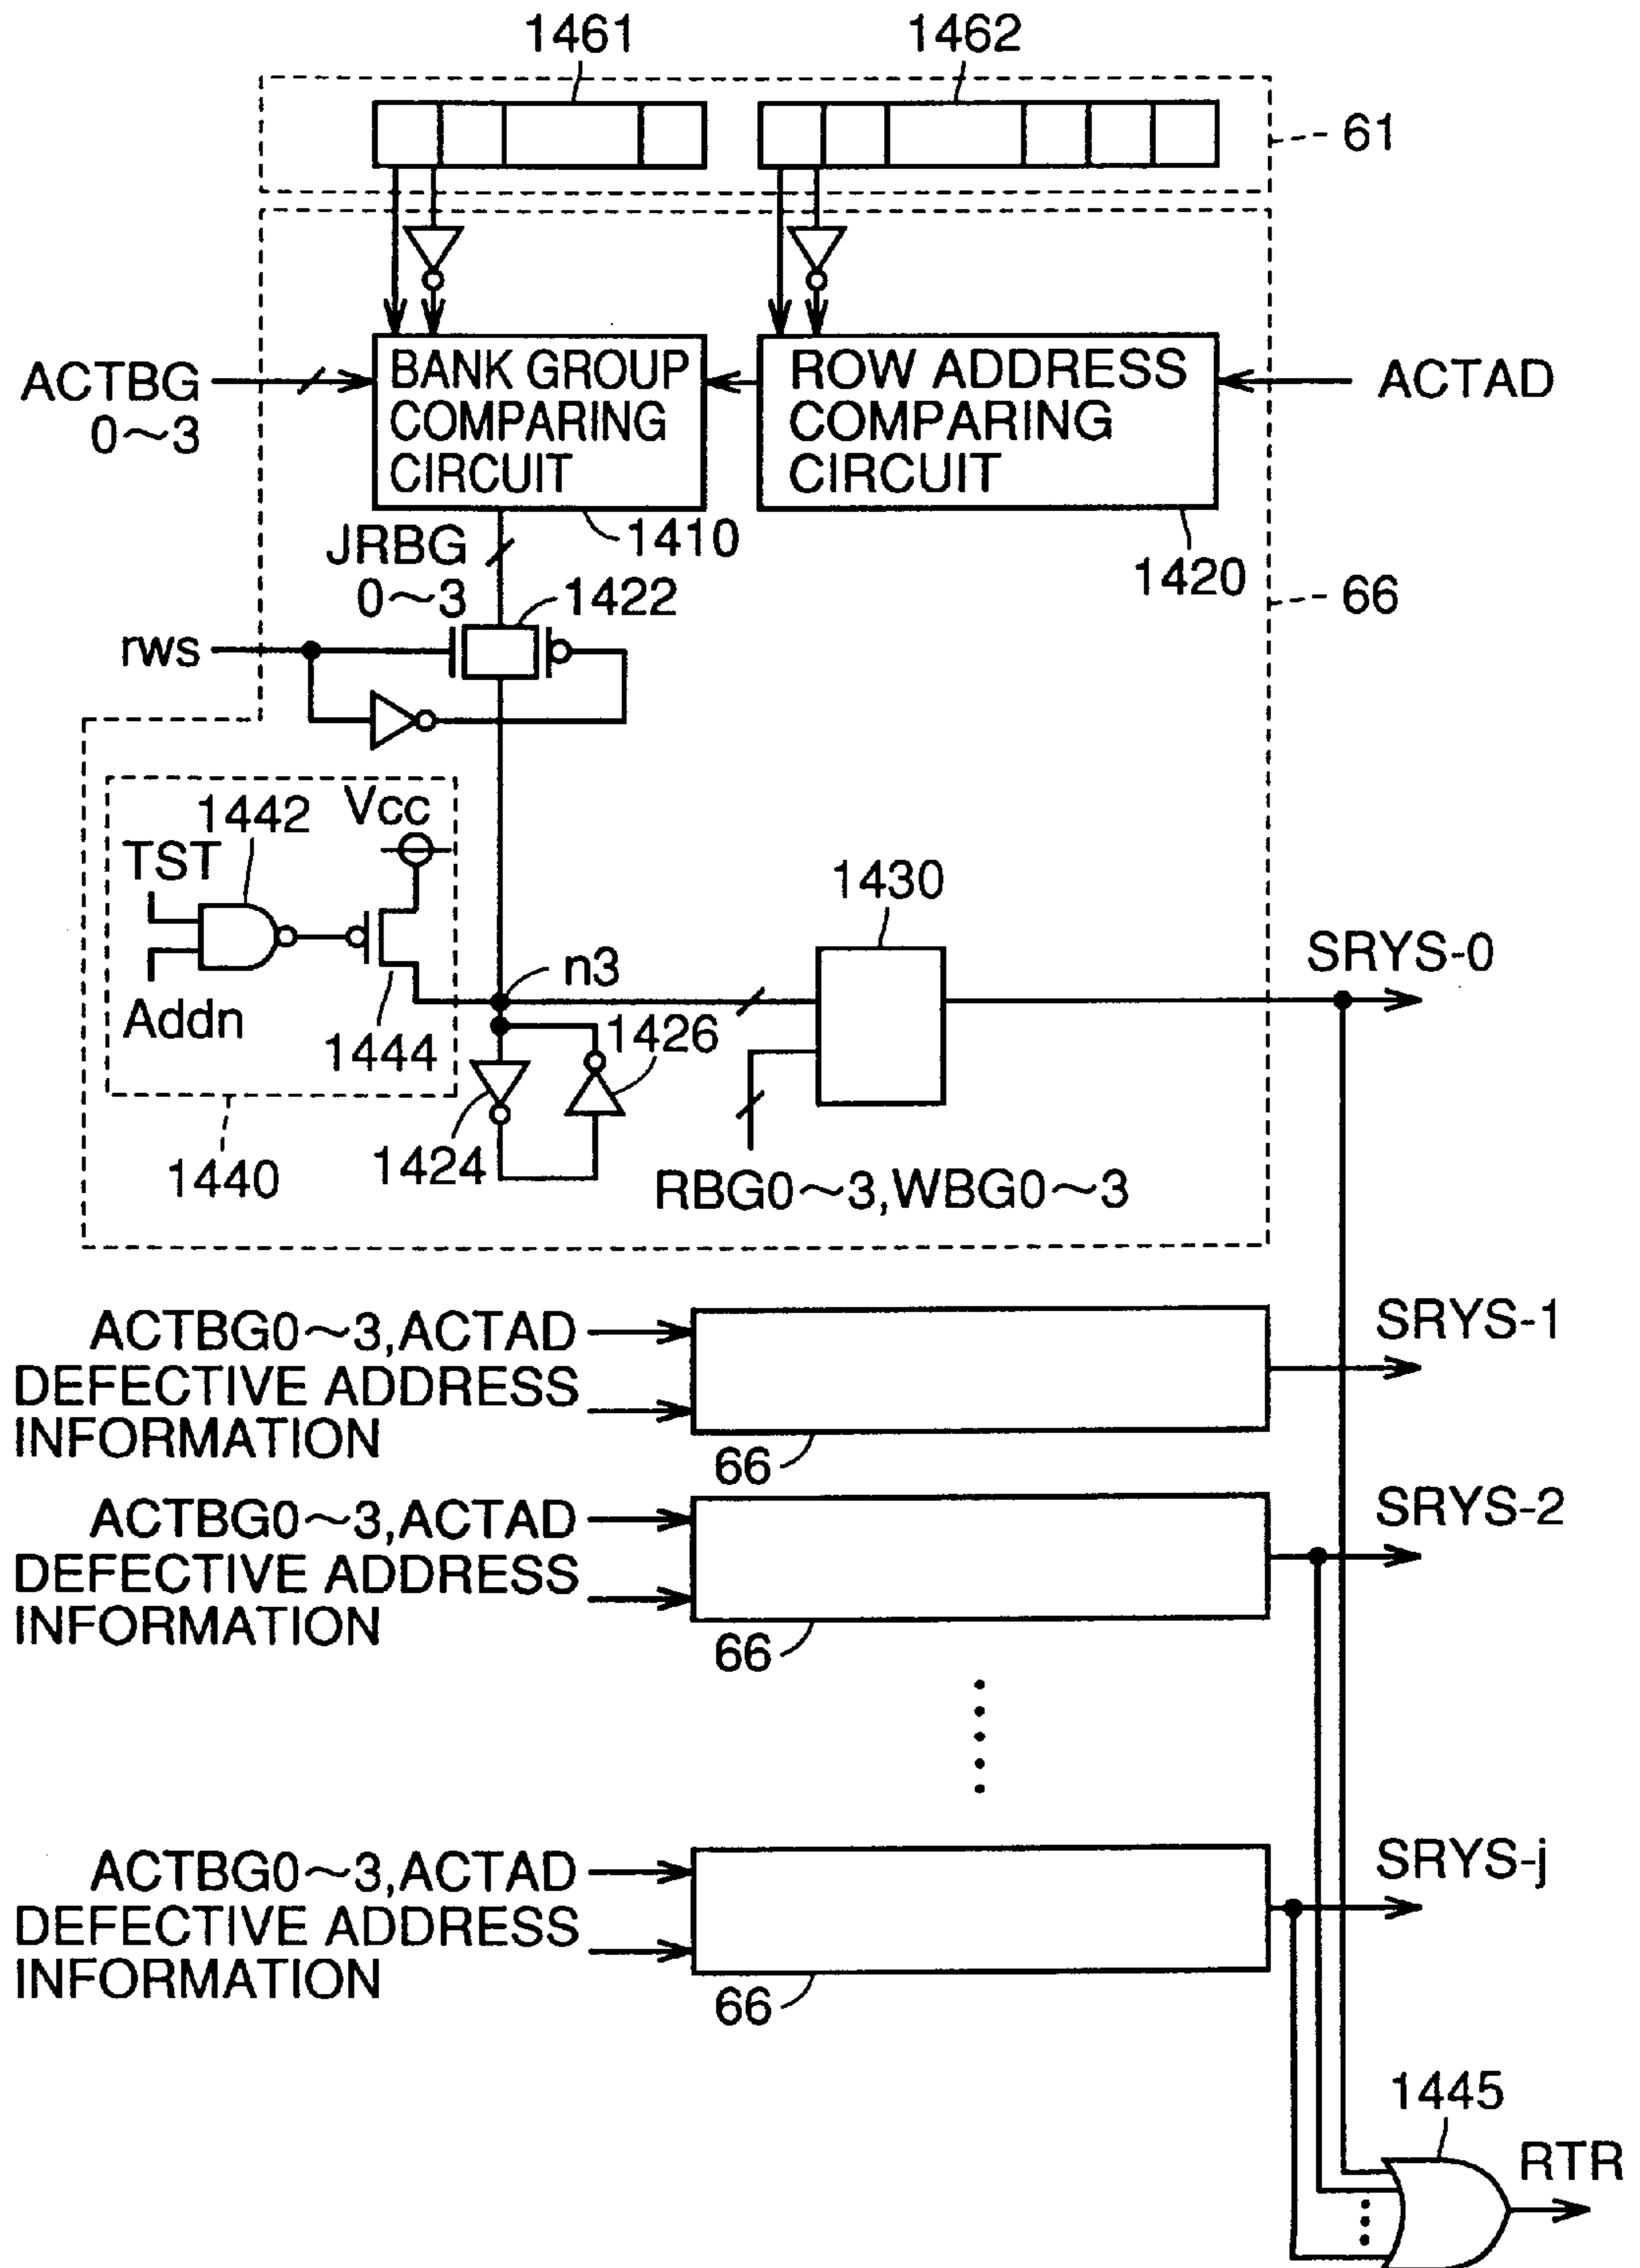 1461
1462
61
ACTBG
0~3
BANK GROUP
COMPARING
CIRCUIT
ROW ADDRESS
COMPARING
CIRCUIT
ACTAD
JRBG
0~3
1410
1420
1422
66
rws
1442
Vcc
TST
Addn
1444
1440
n3
1430
SRYS-0
1426
1424
RBG0~3,WBG0~3
ACTBG0~3,ACTAD
DEFECTIVE ADDRESS
INFORMATION
66
SRYS-1
ACTBG0~3,ACTAD
DEFECTIVE ADDRESS
INFORMATION
66
SRYS-2
ACTBG0~3,ACTAD
DEFECTIVE ADDRESS
INFORMATION
66
SRYS-j
1445
RTR